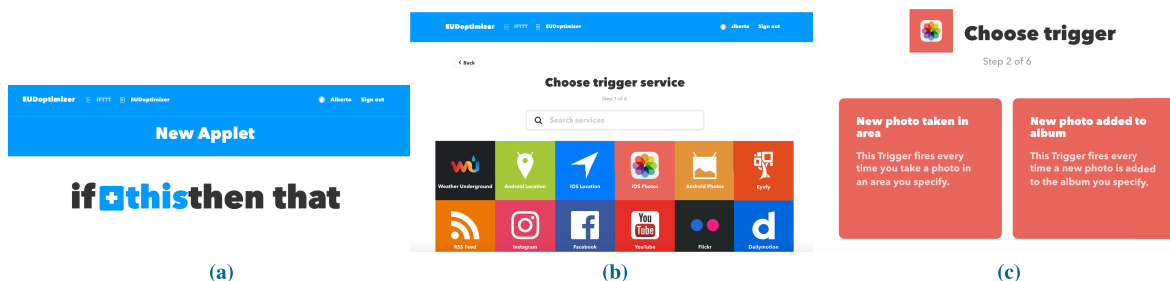 EUDoptimizer IFTTT EUDoptimizer Alberto Sign out
New Applet
if this then that
(a)
EUDoptimizer IFTTT EUDoptimizer Alberto Sign out
Back
Choose trigger service
Step 1 of 6
Search services
Weather Underground Android Location iOS Location iOS Photos Android Photos Eyefy
You
Tube
RSS Feed Instagram Facebook YouTube Flickr Dailymotion
(b)
Choose trigger
Step 2 of 6
New photo taken in
area
This Trigger fires every
time you take a photo in
an area you specify.
New photo added to
album
This Trigger fires every
time a new photo is added
to the album you specify.
(c)